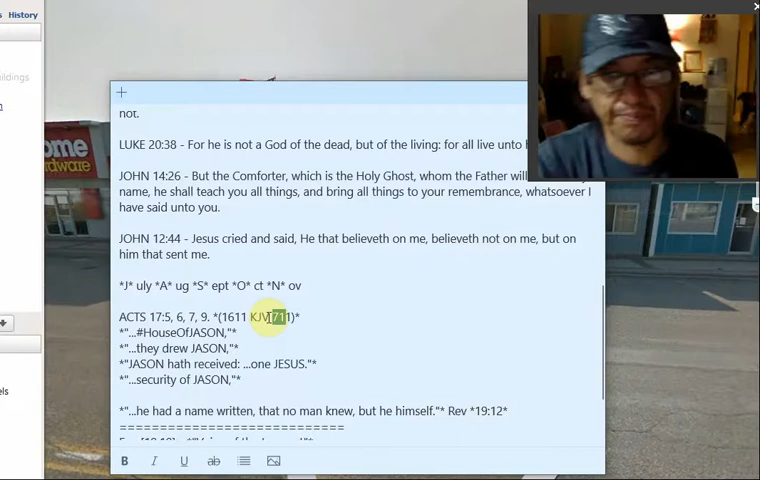 History
ildings
ome
rdware
els
not.
LUKE 20:38 - For he is not a God of the dead, but of the living: for all live unto
JOHN 14:26 - But the Comforter, which is the Holy Ghost, whom the Father will
name, he shall teach you all things, and bring all things to your remembrance, whatsoever I
have said unto you.
JOHN 12:44 - Jesus cried and said, He that believeth on me, believeth not on me, but on
him that sent me.
*J* uly *A* ug *S* ept *O* ct *N* ov
ACTS 17:5, 6, 7, 9. *(1611 KJV 711)*
*"...#HouseOfJASON,"*
*"...they drew JASON,"*
*"JASON hath received: ...one JESUS."*
*"...security of JASON,"*
*"...he had a name written, that no man knew, but he himself."* Rev *19:12*
============================
B I U ab